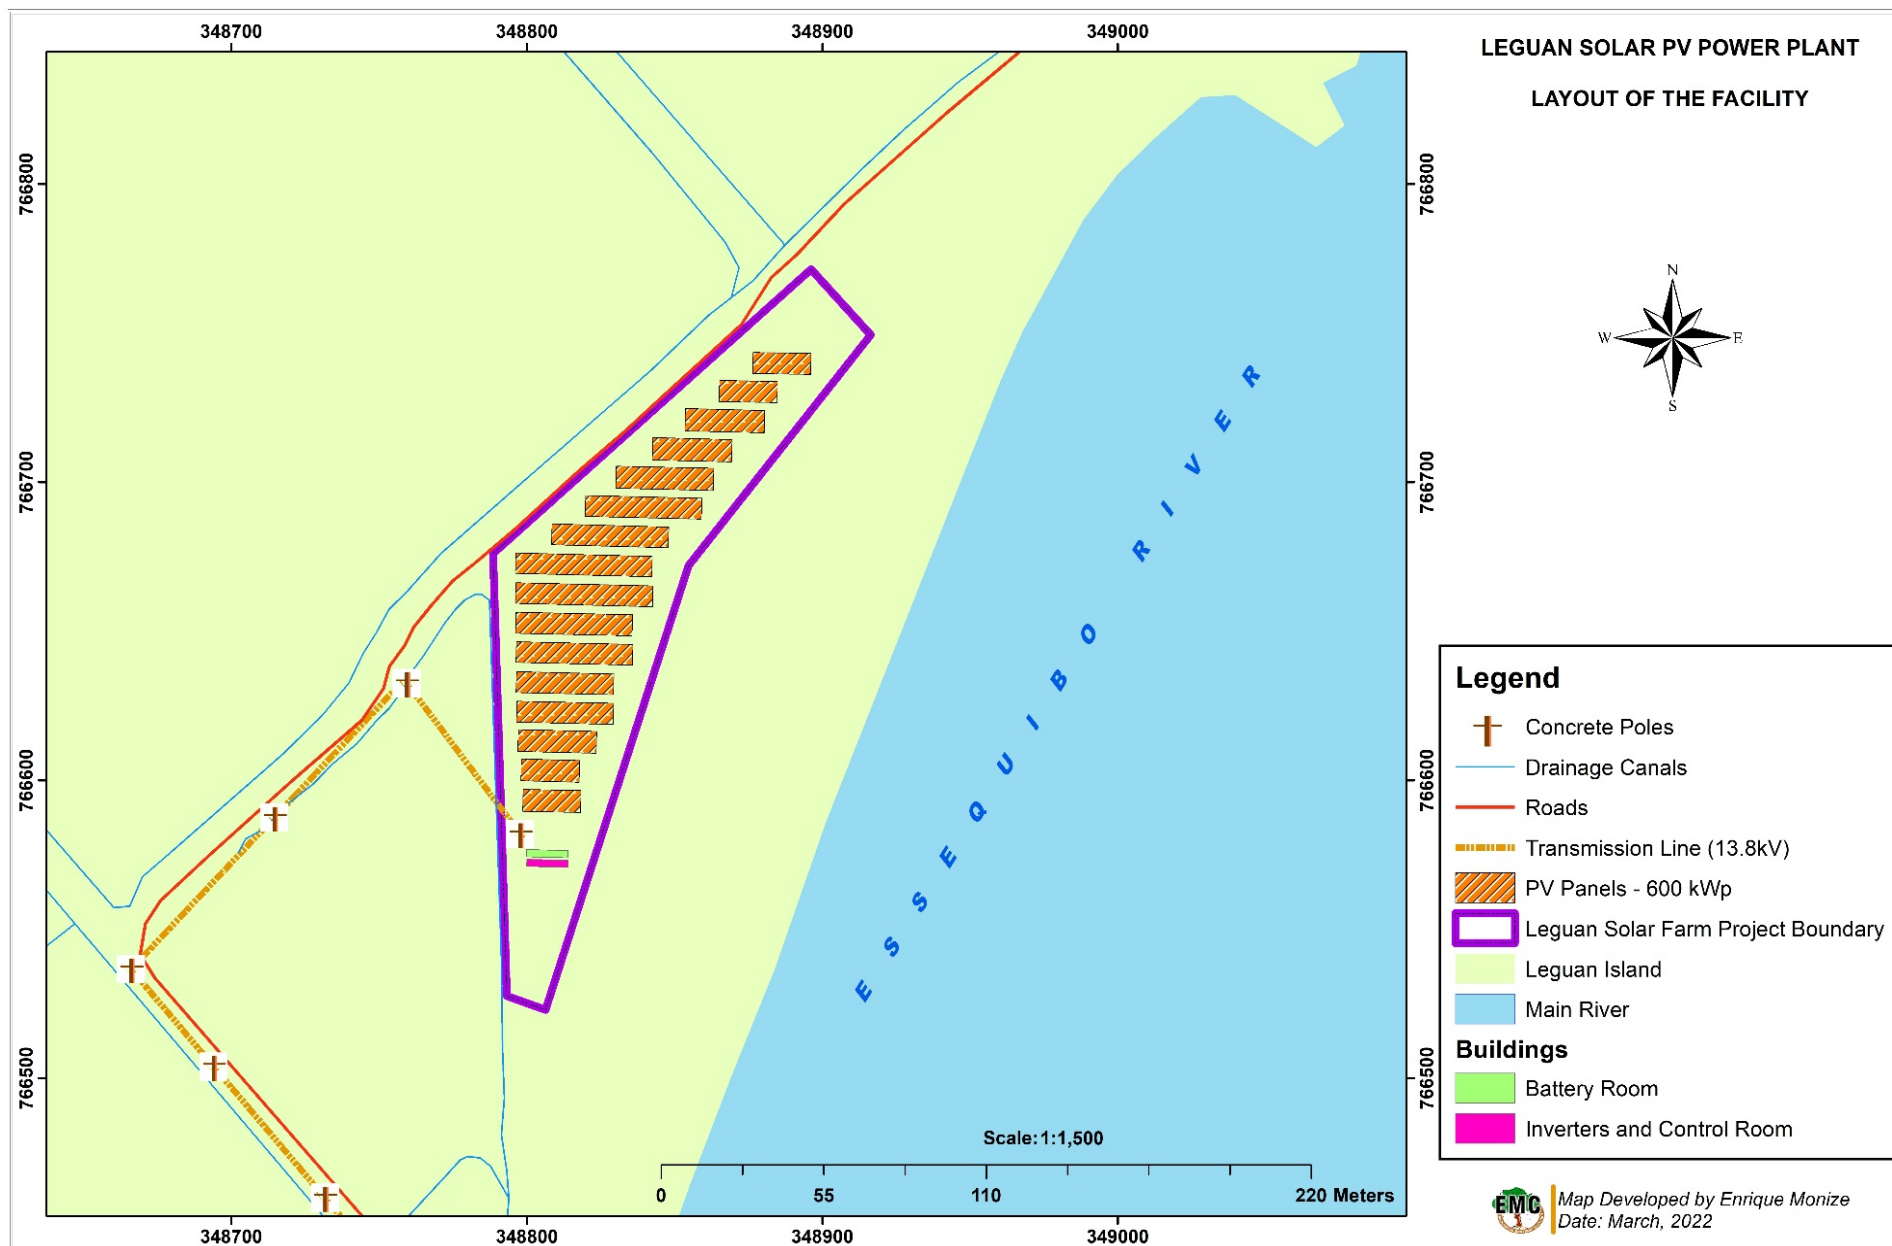 348700 348800 348900 349000
LEGUAN SOLAR PV POWER PLANT
LAYOUT OF THE FACILITY
766800 766800
N
W E
S
766700 766700
766600 766600
766500 766500
ESSEQUIBO RIVER
Legend
Concrete Poles
Drainage Canals
Roads
Transmission Line (13.8kV)
PV Panels - 600 kWp
Leguan Solar Farm Project Boundary
Leguan Island
Main River
Buildings
Battery Room
Inverters and Control Room
Scale:1:1,500
0 55 110 220 Meters
EMC
Map Developed by Enrique Monize
Date: March, 2022
348700 348800 348900 349000